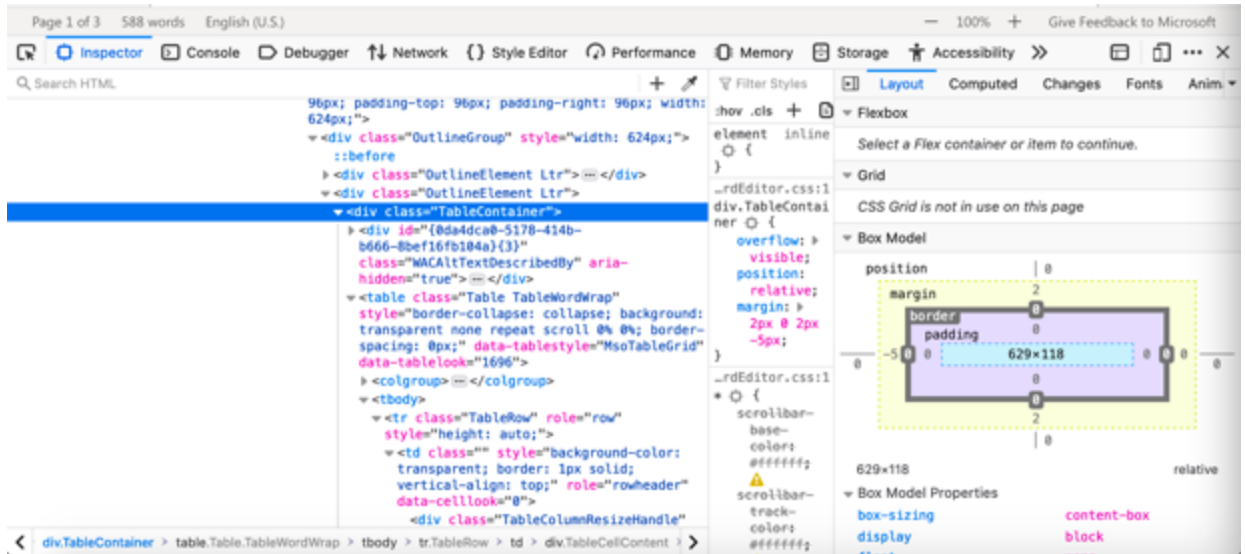 Page 1 of 3 588 words English (U.S.) — 100% + Give Feedback to Microsoft
Inspector Console Debugger Network {} Style Editor Performance Memory Storage Accessibility
Search HTML
96px; padding-top: 96px; padding-right: 96px; width:
624px;">
<div class="OutlineGroup" style="width: 624px;">
::before
<div class="OutlineElement Ltr"></div>
<div class="OutlineElement Ltr">
<div class="TableContainer">
<div id="{0da4dca0-5178-414b-
b666-8bef16fb104a}{3}"
class="WACAltTextDescribedBy" aria-
hidden="true"></div>
<table class="Table TableWordWrap"
style="border-collapse: collapse; background:
transparent none repeat scroll 0% 0%; border-
spacing: 0px;" data-tablestyle="MsoTableGrid"
data-tablelook="1696">
<colgroup></colgroup>
<tbody>
<tr class="TableRow" role="row"
style="height: auto;">
<td class="" style="background-color:
transparent; border: 1px solid;
vertical-align: top;" role="rowheader"
data-celllook="0">
<div class="TableColumnResizeHandle"
div.TableContainer > table.Table.TableWordWrap > tbody > tr.TableRow > td > div.TableCellContent >
Filter Styles
:hov .cls +
element inline
{
}
…rdEditor.css:1
div.TableContai
ner {
overflow:
visible;
position:
relative;
margin:
2px 0 2px
-5px;
}
…rdEditor.css:1
* {
scrollbar-
base-
color:
#ffffff;
scrollbar-
track-
color:
#ffffff;
Layout Computed Changes Fonts Anim
Flexbox
Select a Flex container or item to continue.
Grid
CSS Grid is not in use on this page
Box Model
position 0
margin 2
border 0
padding 0
0 -5 0 0 629×118 0 0 0 0
0
0
2
0
629×118 relative
Box Model Properties
box-sizing content-box
display block